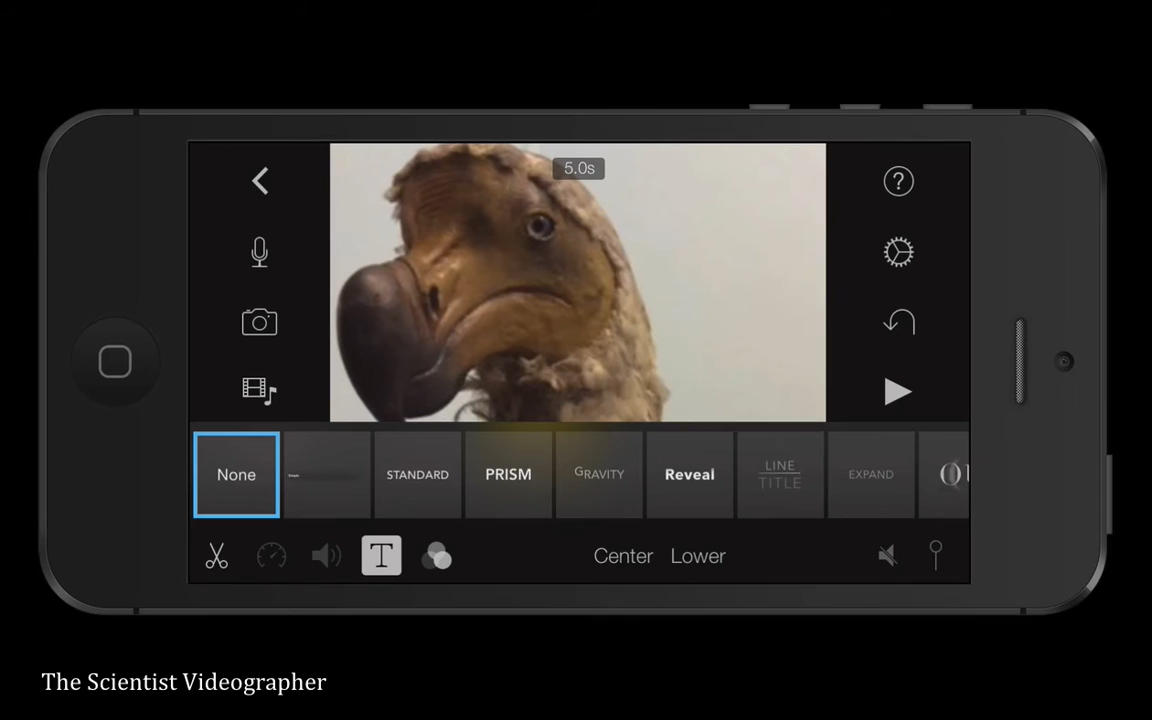 5.0s
?
None
STANDARD
PRISM
GRAVITY
Reveal
LINE
TITLE
EXPAND
T
Center Lower
The Scientist Videographer